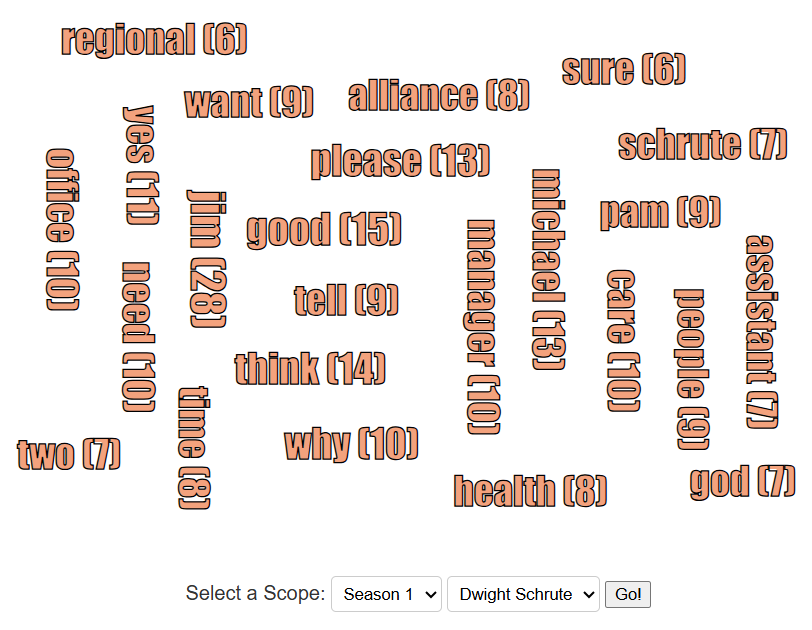 regional (6)
sure (6)
want (9)
alliance (8)
yes (11)
schrute (7)
please (13)
office (10)
jim (28)
good (15)
michael (13)
pam (9)
manager (10)
assistant (7)
need (10)
tell (9)
care (10)
people (9)
think (14)
time (8)
two (7)
why (10)
health (8)
god (7)
Select a Scope: Season 1 Dwight Schrute Go!